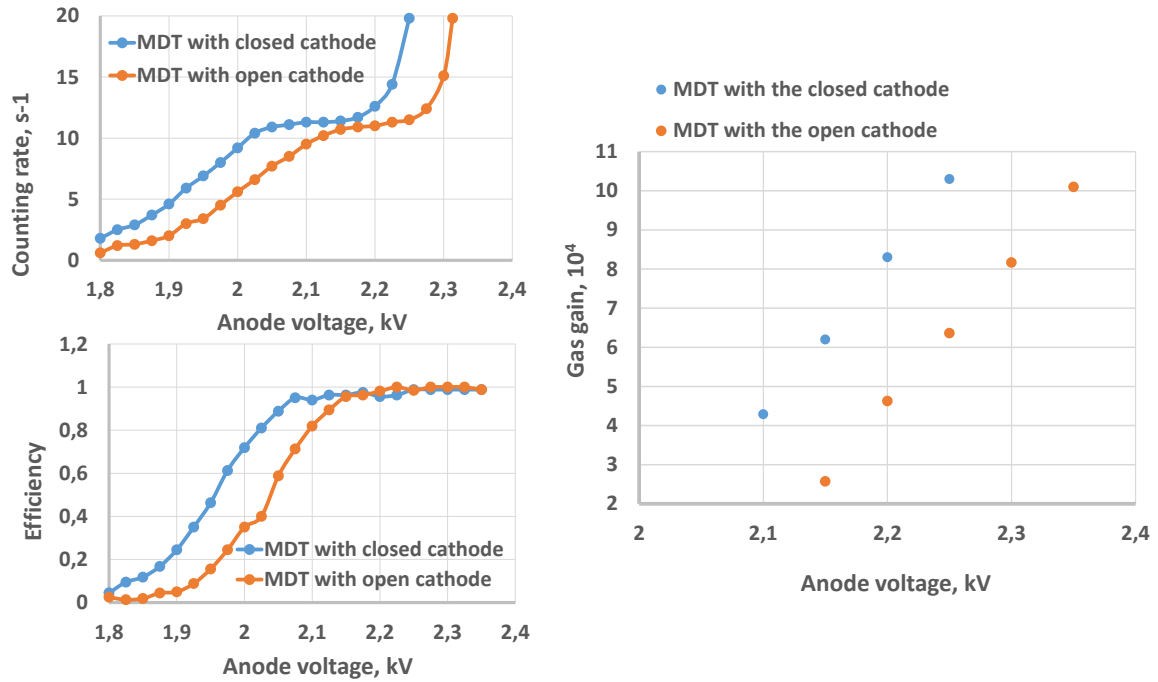 20
15
10
5
0
Counting rate, s-1
MDT with closed cathode
MDT with open cathode
1,8 1,9 2 2,1 2,2 2,3 2,4
Anode voltage, kV
1,2
1
0,8
0,6
0,4
0,2
0
Efficiency
MDT with closed cathode
MDT with open cathode
1,8 1,9 2 2,1 2,2 2,3 2,4
Anode voltage, kV
MDT with the closed cathode
MDT with the open cathode
11
10
9
8
7
6
5
4
3
2
Gas gain, 10⁴
2 2,1 2,2 2,3 2,4
Anode voltage, kV